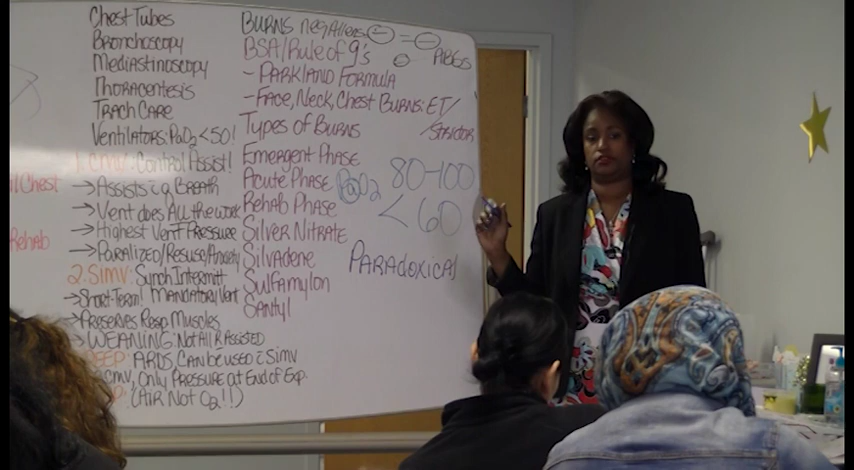 Chest Tubes
Bronchoscopy
Mediastinoscopy
Thoracentesis
Trach Care
Ventilators: PaO2 < 50!
1. CMV: Control Assist!
→ Assists c̄ q Breath
→ Vent does All the work
→ Highest Vent Pressure
→ Paralized/Resuse/Anxiety
2. SIMV: Synch Intermitt
→ Short-Term! Mandatory Vent
→ Preserves Resp Muscles
→ WEANING: Not All R Assisted
PEEP: ARDS, Can be used c̄ SIMV
CMV, Only Pressure at End of Exp
(Air Not O2!!)
Chest
Rehab
BURNS neg
BSA/Rule of 9's
ABGs
- Parkland Formula
- Face, Neck, Chest Burns: ET/
/Stridor
Types of Burns
Emergent Phase
Acute Phase
Rehab Phase
Silver Nitrate
Silvadene
Sulfamylon
Santyl
PaO2 80-100
< 60
Paradoxical